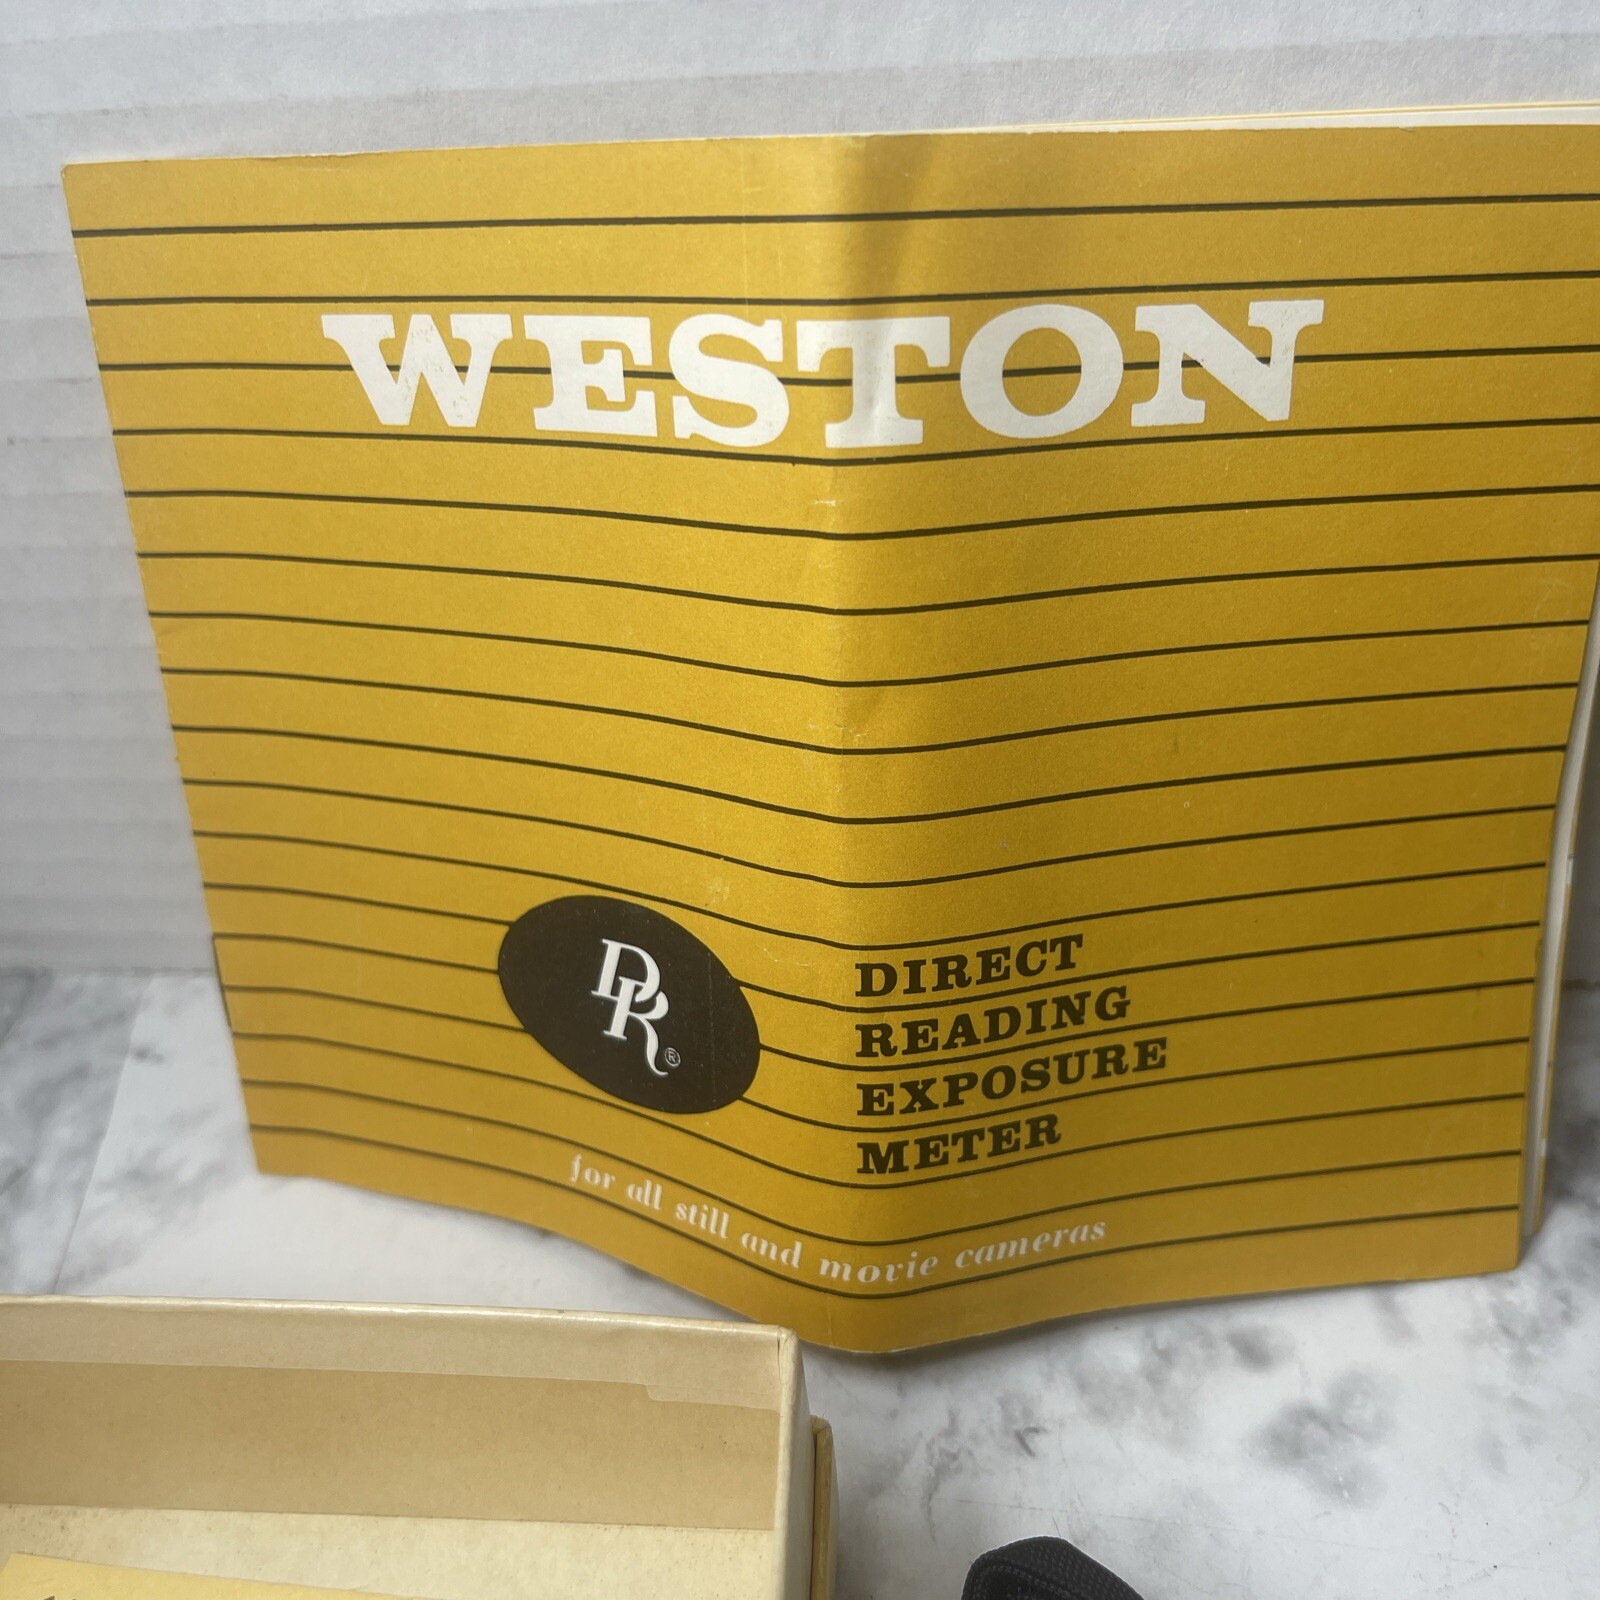 WESTON
DR®
DIRECT
READING
EXPOSURE
METER
for all still and movie cameras